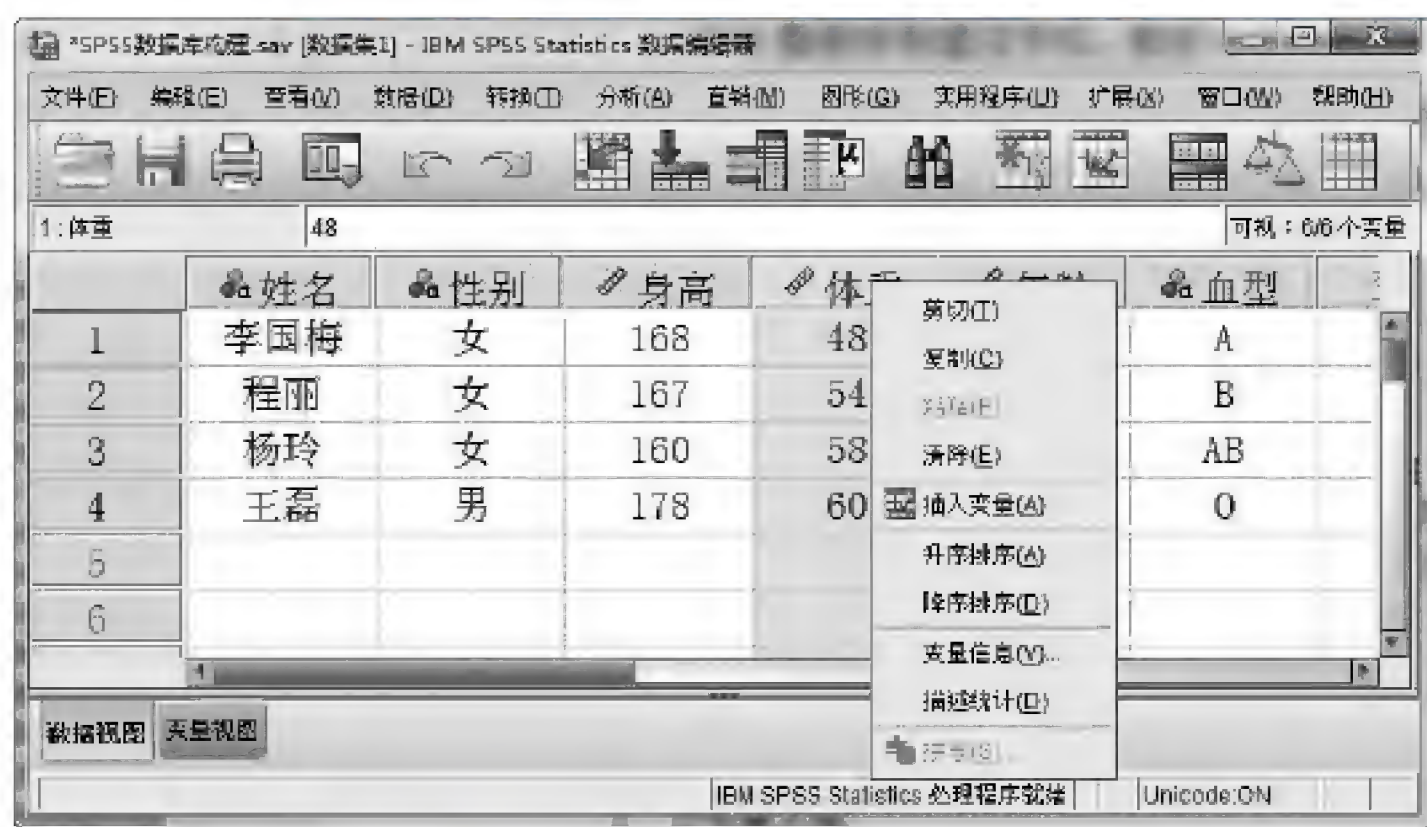 *SPSS数据库构建.sav [数据集1] - IBM SPSS Statistics 数据编辑器
文件(F) 编辑(E) 查看(V) 数据(D) 转换(T) 分析(A) 直销(M) 图形(G) 实用程序(U) 扩展(X) 窗口(W) 帮助(H)
1:体重 48 可视:6/6个变量
姓名 性别 身高 体重 血型
1 李国梅 女 168 48 A
2 程丽 女 167 54 B
3 杨玲 女 160 58 AB
4 王磊 男 178 60 O
5
6
剪切(T)
复制(C)
粘贴(P)
清除(E)
插入变量(A)
升序排序(A)
降序排序(D)
变量信息(V)...
描述统计(D)
数据视图 变量视图
IBM SPSS Statistics 处理程序就绪 Unicode:ON